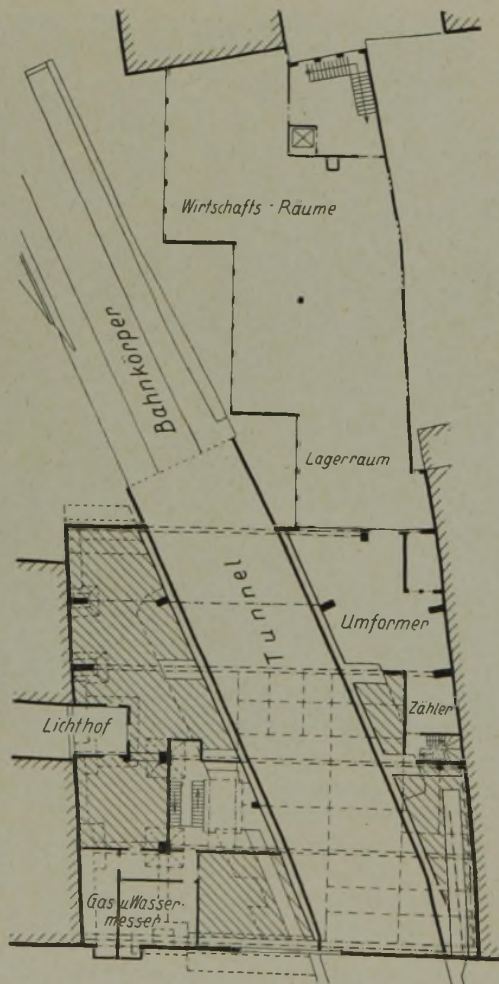 Wirtschafts-Räume
Bahnkörper
Lagerraum
Tunnel
Umformer
Zähler
Lichthof
Gas u Wasser-
messer